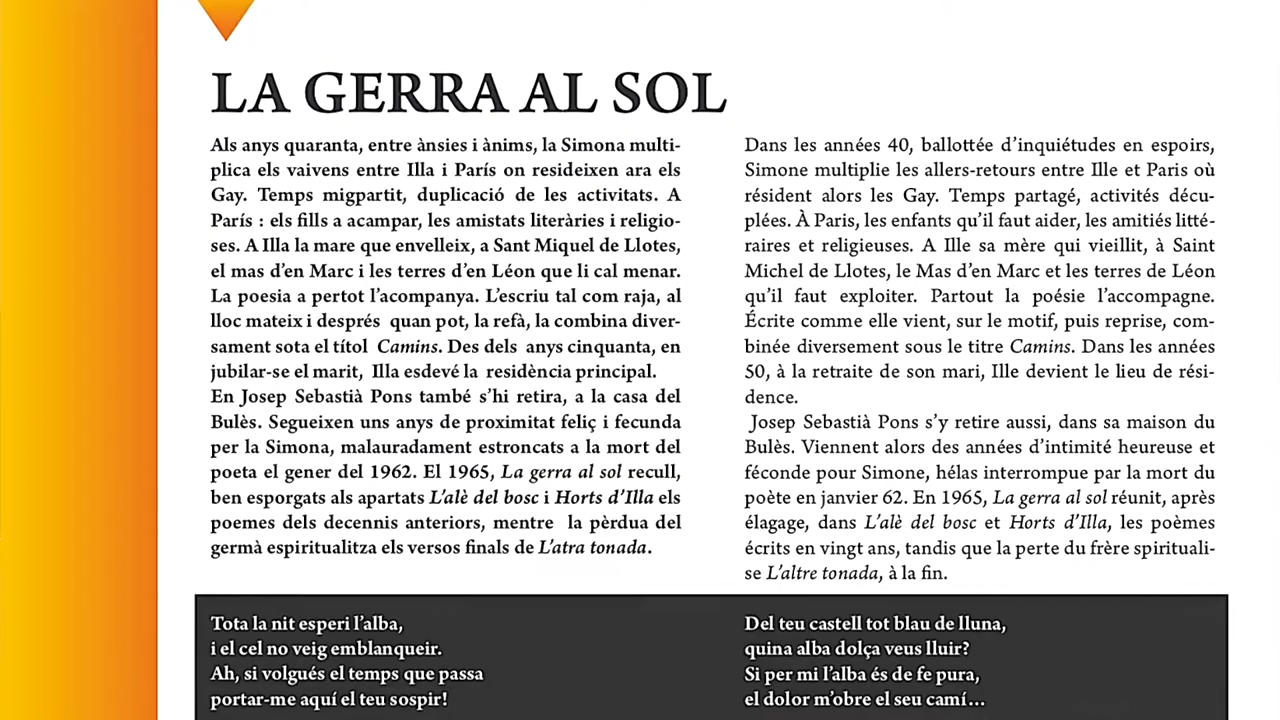 LA GERRA AL SOL
Als anys quaranta, entre ànsies i ànims, la Simona multi-
plica els vaivens entre Illa i París on resideixen ara els
Gay. Temps migpartit, duplicació de les activitats. A
París : els fills a acampar, les amistats literàries i religio-
ses. A Illa la mare que envelleix, a Sant Miquel de Llotes,
el mas d'en Marc i les terres d'en Léon que li cal menar.
La poesia a pertot l'acompanya. L'escriu tal com raja, al
lloc mateix i després quan pot, la refà, la combina diver-
sament sota el títol Camins. Des dels anys cinquanta, en
jubilar-se el marit, Illa esdevé la residència principal.
En Josep Sebastià Pons també s'hi retira, a la casa del
Bulès. Segueixen uns anys de proximitat feliç i fecunda
per la Simona, malauradament estroncats a la mort del
poeta el gener del 1962. El 1965, La gerra al sol recull,
ben esporgats als apartats L'alè del bosc i Horts d'Illa els
poemes dels decennis anteriors, mentre la pèrdua del
germà espiritualitza els versos finals de L'atra tonada.
Dans les années 40, ballottée d'inquiétudes en espoirs,
Simone multiplie les allers-retours entre Ille et Paris où
résident alors les Gay. Temps partagé, activités décu-
plées. À Paris, les enfants qu'il faut aider, les amitiés litté-
raires et religieuses. A Ille sa mère qui vieillit, à Saint
Michel de Llotes, le Mas d'en Marc et les terres de Léon
qu'il faut exploiter. Partout la poésie l'accompagne.
Écrite comme elle vient, sur le motif, puis reprise, com-
binée diversement sous le titre Camins. Dans les années
50, à la retraite de son mari, Ille devient le lieu de rési-
dence.
Josep Sebastià Pons s'y retire aussi, dans sa maison du
Bulès. Viennent alors des années d'intimité heureuse et
féconde pour Simone, hélas interrompue par la mort du
poète en janvier 62. En 1965, La gerra al sol réunit, après
élagage, dans L'alè del bosc et Horts d'Illa, les poèmes
écrits en vingt ans, tandis que la perte du frère spirituali-
se L'altre tonada, à la fin.
Tota la nit esperi l'alba,
i el cel no veig emblanqueir.
Ah, si volgués el temps que passa
portar-me aquí el teu sospir!
Del teu castell tot blau de lluna,
quina alba dolça veus lluir?
Si per mi l'alba és de fe pura,
el dolor m'obre el seu camí…